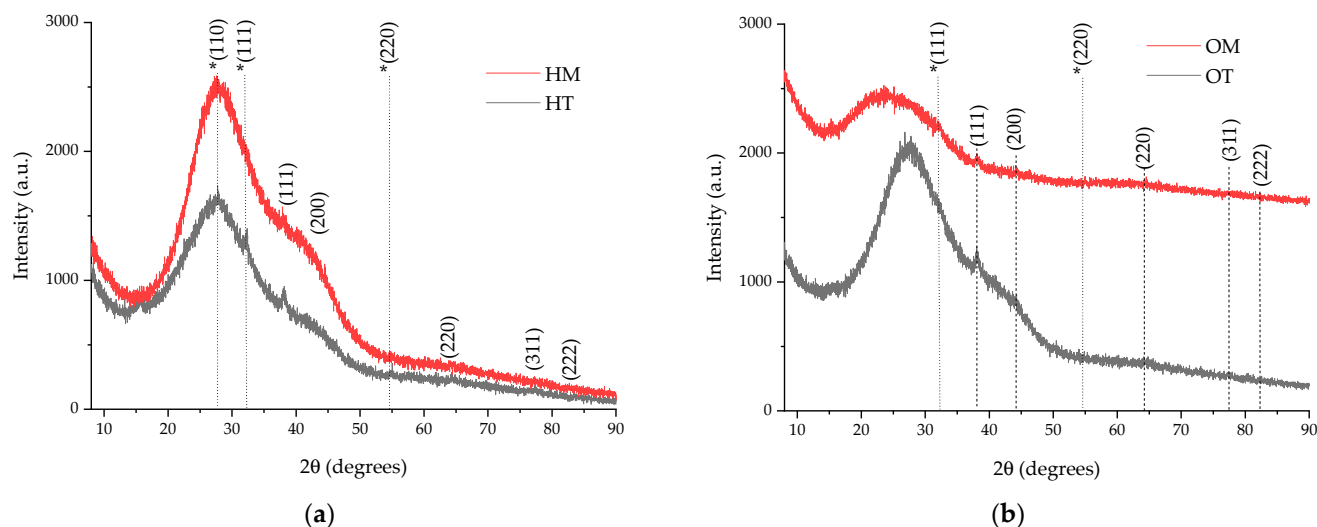 3000
2000
1000
0
Intensity (a.u.)
*(110)
*(111)
*(220)
(111)
(200)
(220)
(311)
(222)
HM
HT
10 20 30 40 50 60 70 80 90
2θ (degrees)
(a)
3000
2000
1000
0
Intensity (a.u.)
*(111)
(111)
(200)
*(220)
(220)
(311)
(222)
OM
OT
10 20 30 40 50 60 70 80 90
2θ (degrees)
(b)